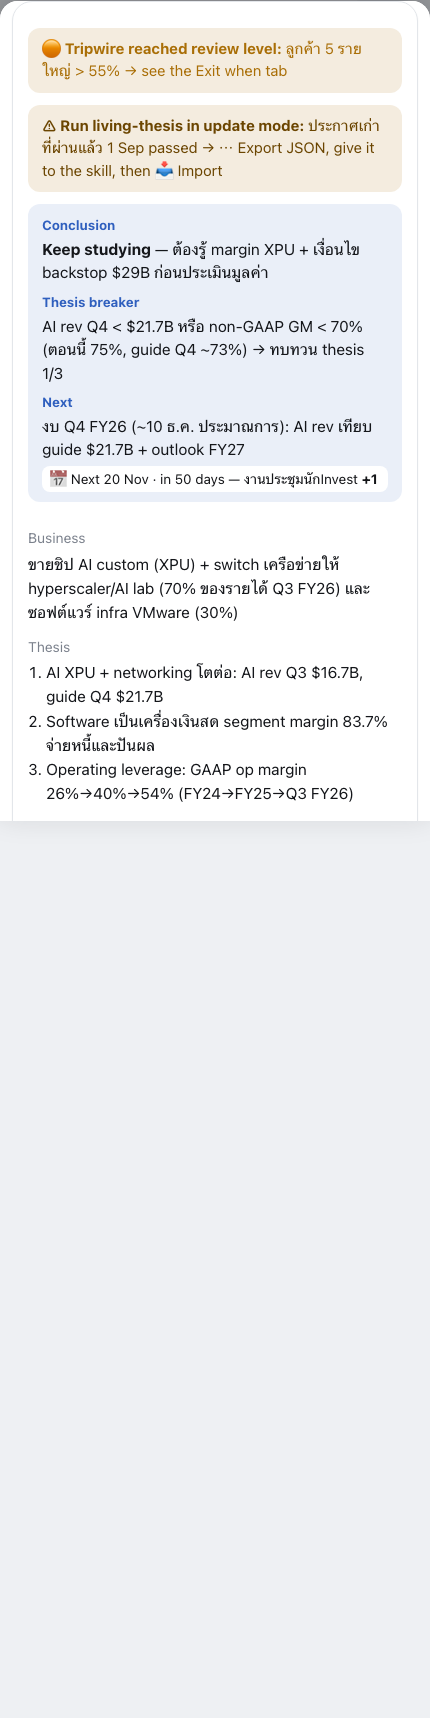 🟠 Tripwire reached review level: ลูกค้า 5 ราย
ใหญ่ > 55% → see the Exit when tab
⚠ Run living-thesis in update mode: ประกาศเก่า
ที่ผ่านแล้ว 1 Sep passed → ⋯ Export JSON, give it
to the skill, then 📥 Import
Conclusion
Keep studying — ต้องรู้ margin XPU + เงื่อนไข
backstop $29B ก่อนประเมินมูลค่า
Thesis breaker
AI rev Q4 < $21.7B หรือ non-GAAP GM < 70%
(ตอนนี้ 75%, guide Q4 ~73%) → ทบทวน thesis
1/3
Next
งบ Q4 FY26 (~10 ธ.ค. ประมาณการ): AI rev เทียบ
guide $21.7B + outlook FY27
📅 Next 20 Nov · in 50 days — งานประชุมนักInvest +1
Business
ขายชิป AI custom (XPU) + switch เครือข่ายให้
hyperscaler/AI lab (70% ของรายได้ Q3 FY26) และ
ซอฟต์แวร์ infra VMware (30%)
Thesis
1. AI XPU + networking โตต่อ: AI rev Q3 $16.7B,
guide Q4 $21.7B
2. Software เป็นเครื่องเงินสด segment margin 83.7%
จ่ายหนี้และปันผล
3. Operating leverage: GAAP op margin
26%→40%→54% (FY24→FY25→Q3 FY26)